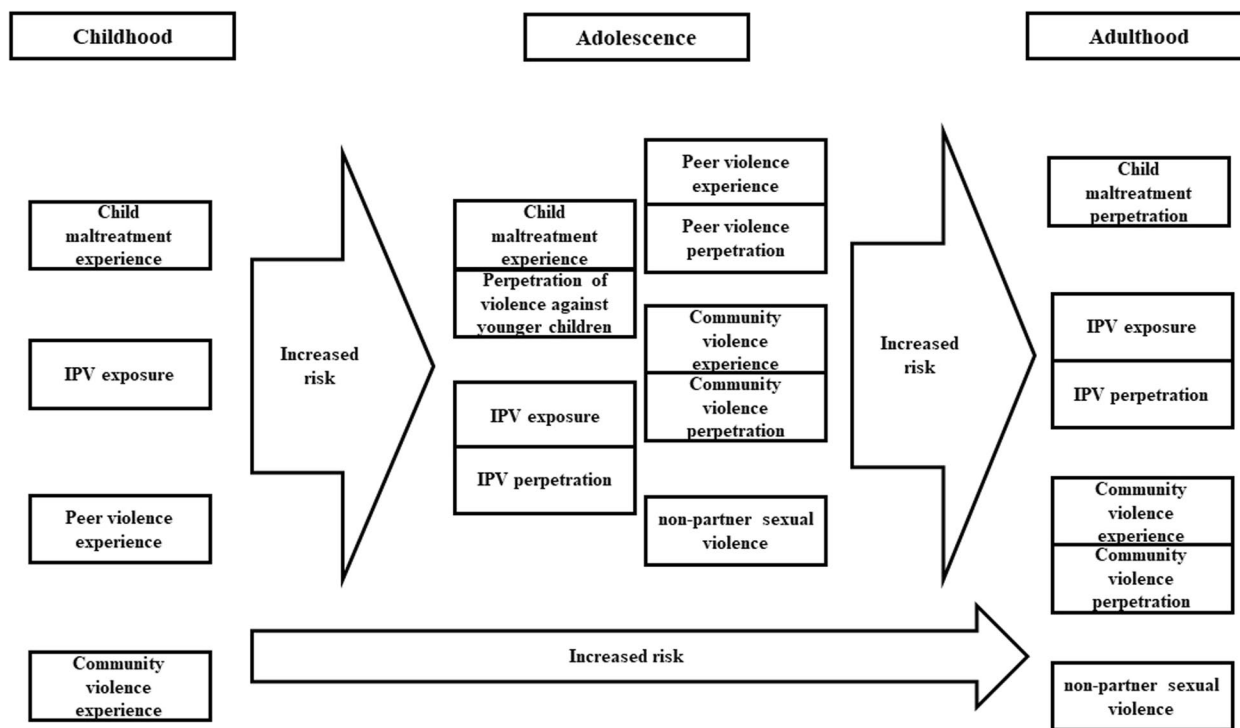 Childhood
Adolescence
Adulthood
Child
maltreatment
experience
IPV exposure
Peer violence
experience
Community
violence
experience
Increased
risk
Child
maltreatment
experience
Perpetration of
violence against
younger children
IPV exposure
IPV perpetration
Peer violence
experience
Peer violence
perpetration
Community
violence
experience
Community
violence
perpetration
non-partner sexual
violence
Increased
risk
Increased risk
Child
maltreatment
perpetration
IPV exposure
IPV perpetration
Community
violence
experience
Community
violence
perpetration
non-partner sexual
violence